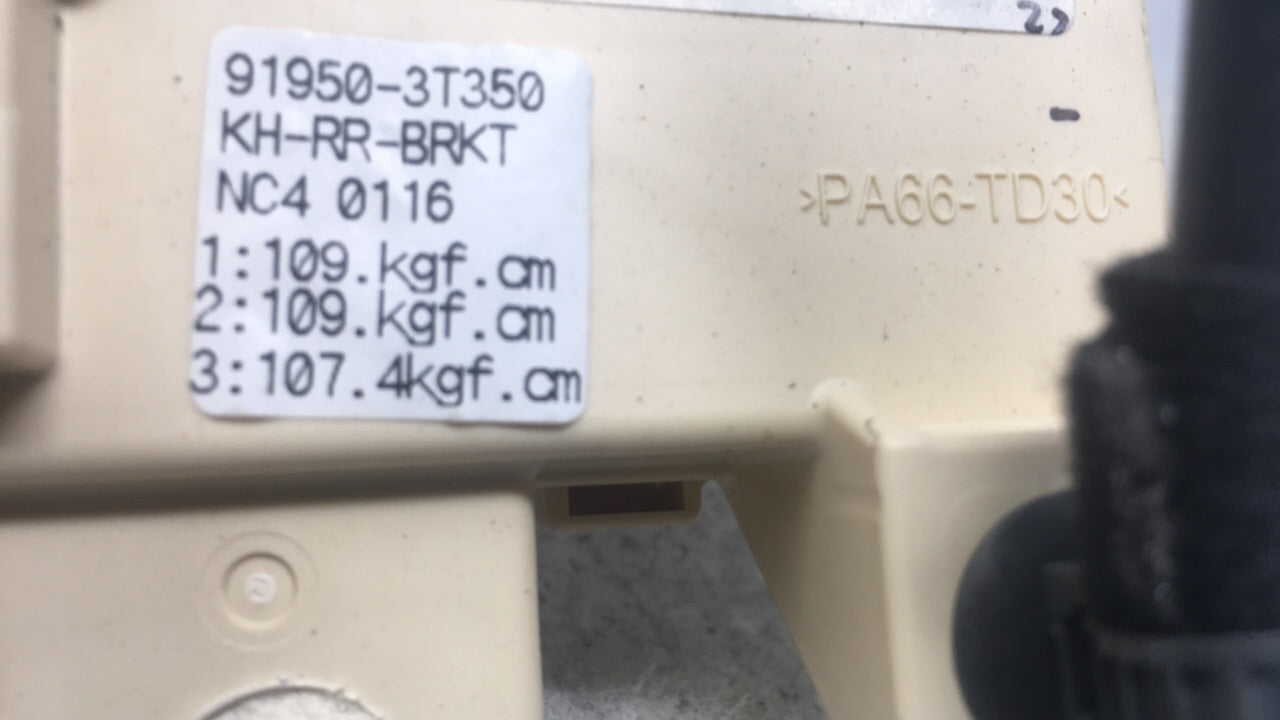 25
91950-3T350
KH-RR-BRKT
NC4 0116
1:109.kgf.cm
2:109.kgf.cm
3:107.4kgf.cm
>PA66-TD30<